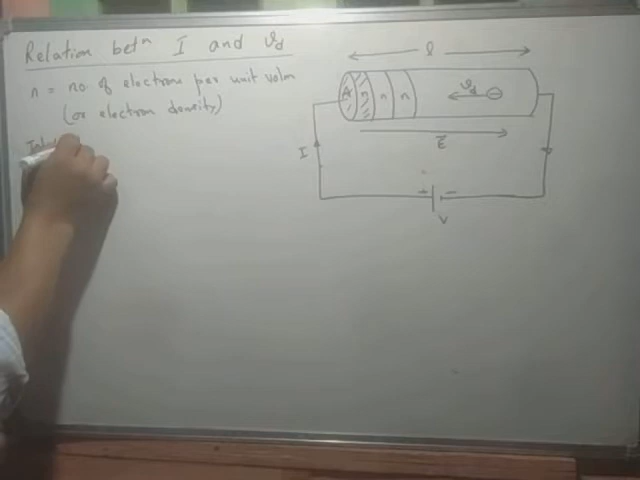 Relation betn I and vd
n = no. of electrons per unit volm
(or electron density)
l
A n n n
vd −
E
I
+ −
V